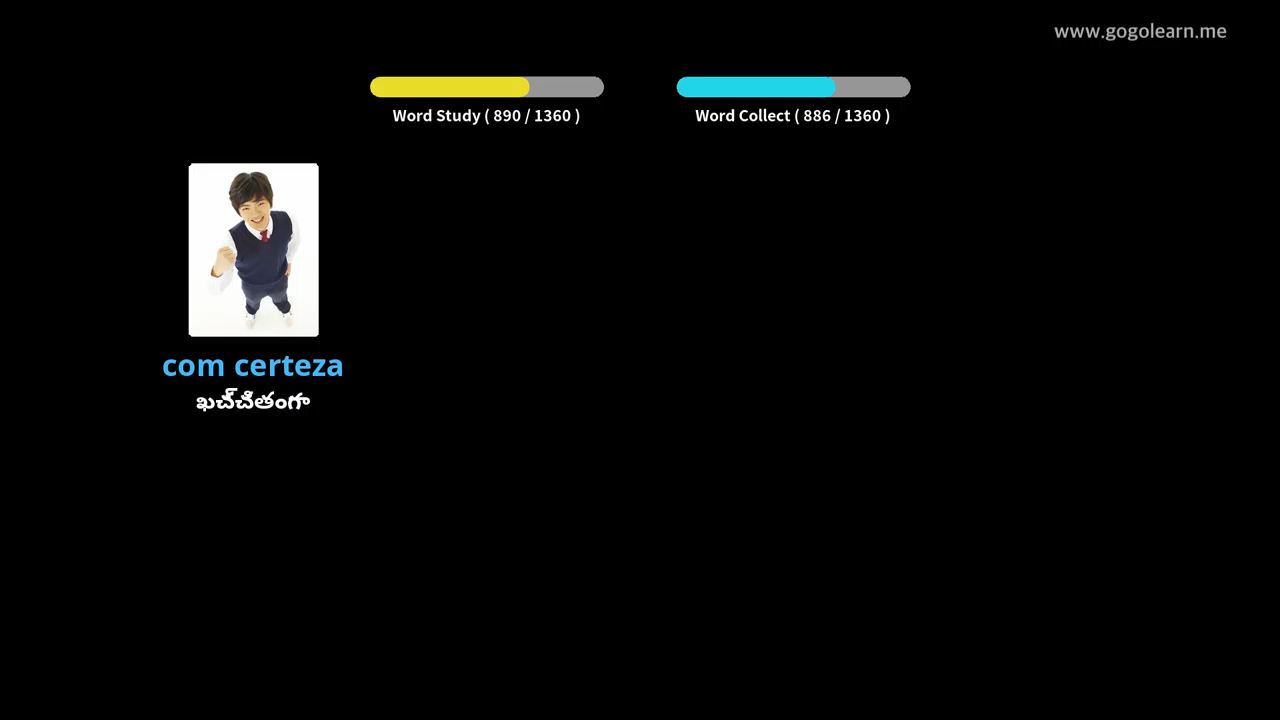 www.gogolearn.me
Word Study ( 890 / 1360 )
Word Collect ( 886 / 1360 )
com certeza
ఖచ్చితంగా